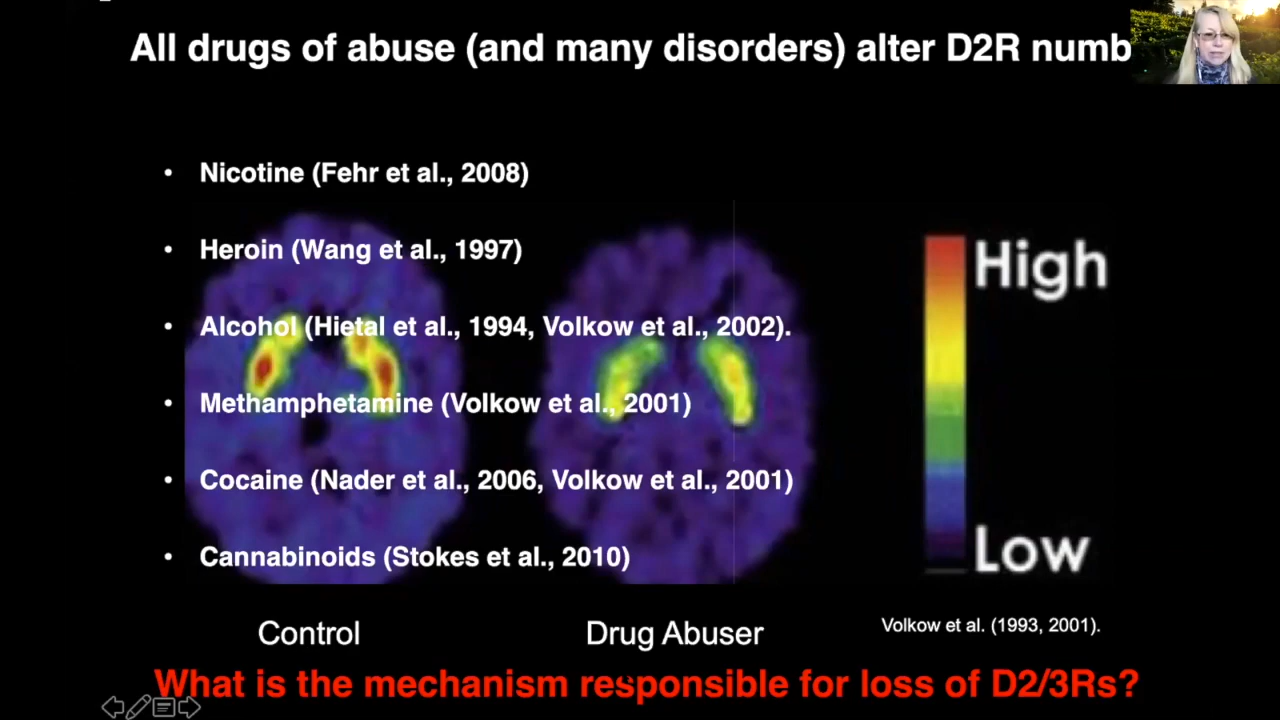 All drugs of abuse (and many disorders) alter D2R numb
• Nicotine (Fehr et al., 2008)
• Heroin (Wang et al., 1997)
• Alcohol (Hietal et al., 1994, Volkow et al., 2002).
• Methamphetamine (Volkow et al., 2001)
• Cocaine (Nader et al., 2006, Volkow et al., 2001)
• Cannabinoids (Stokes et al., 2010)
High
Low
Control
Drug Abuser
Volkow et al. (1993, 2001).
What is the mechanism responsible for loss of D2/3Rs?